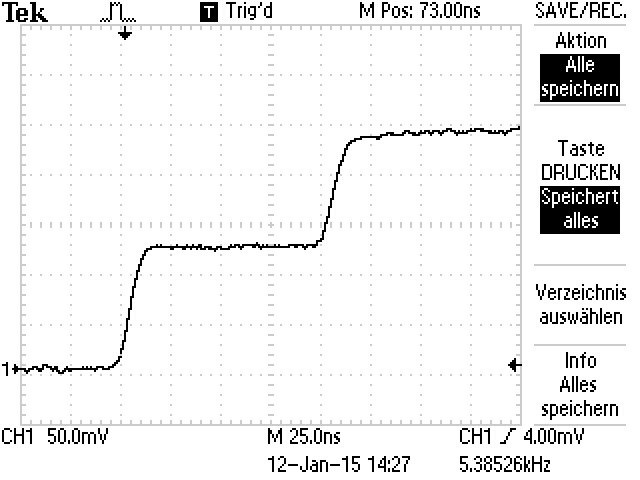 Tek
T Trig'd
M Pos: 73.00ns
SAVE/REC.
Aktion
Alle
speichern
Taste
DRUCKEN
Speichert
alles
Verzeichnis
auswählen
Info
Alles
speichern
1
CH1 50.0mV
M 25.0ns
CH1 4.00mV
12-Jan-15 14:27
5.38526kHz